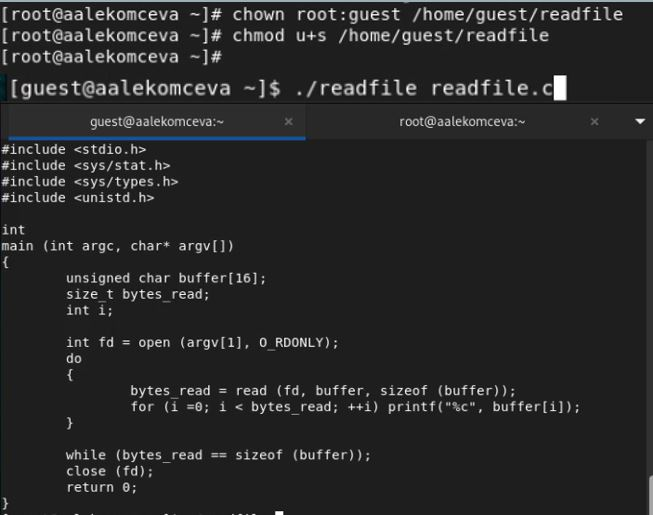 [root@aalekomceva ~]# chown root:guest /home/guest/readfile
[root@aalekomceva ~]# chmod u+s /home/guest/readfile
[root@aalekomceva ~]#
[guest@aalekomceva ~]$ ./readfile readfile.c
guest@aalekomceva:~ × root@aalekomceva:~ ×
#include <stdio.h>
#include <sys/stat.h>
#include <sys/types.h>
#include <unistd.h>

int
main (int argc, char* argv[])
{
        unsigned char buffer[16];
        size_t bytes_read;
        int i;

        int fd = open (argv[1], O_RDONLY);
        do
        {
                bytes_read = read (fd, buffer, sizeof (buffer));
                for (i =0; i < bytes_read; ++i) printf("%c", buffer[i]);
        }

        while (bytes_read == sizeof (buffer));
        close (fd);
        return 0;
}